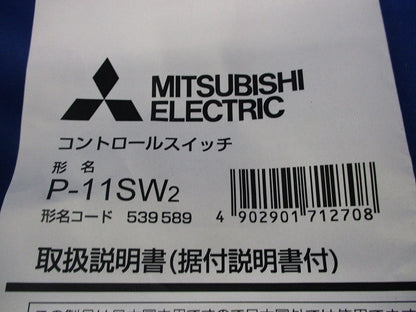 MITSUBISHI
ELECTRIC
コントロールスイッチ
形名
P-11SW2
形名コード 539589
4 902901 712708
取扱説明書(据付説明書付)